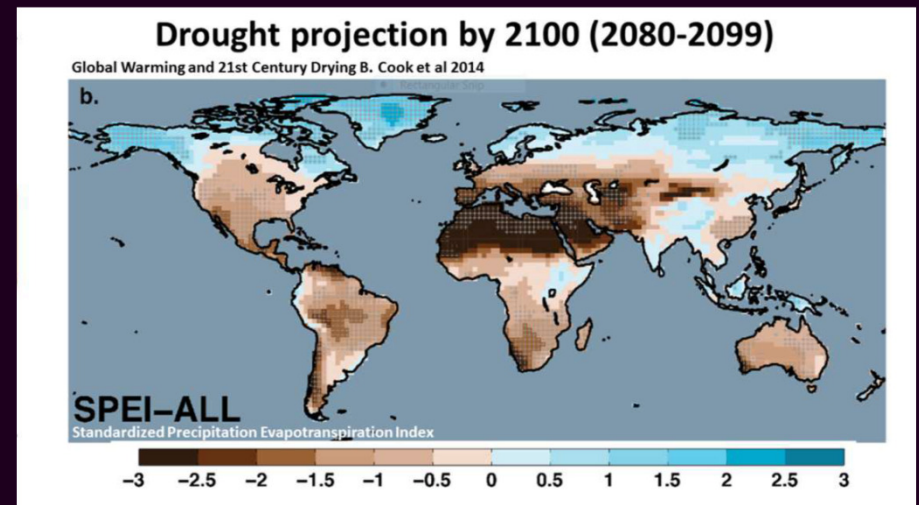 Drought projection by 2100 (2080-2099)
Global Warming and 21st Century Drying B. Cook et al 2014
Rectangular Snip
b.
SPEI–ALL
Standardized Precipitation Evapotranspiration Index
−3 −2.5 −2 −1.5 −1 −0.5 0 0.5 1 1.5 2 2.5 3